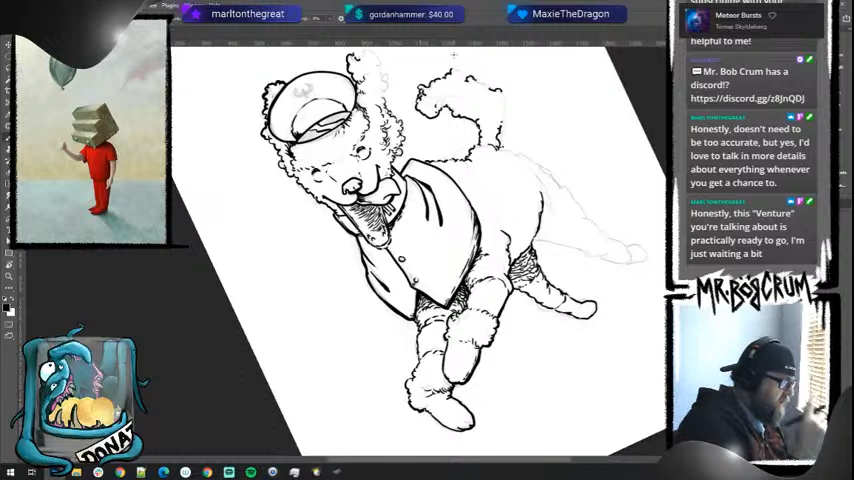 marltonthegreat
gordanhammer: $40.00
MaxieTheDragon
Meteor Bursts
helpful to me!
Mr. Bob Crum has a
discord!?
https://discord.gg/z8JnQDJ
MARLTONTHEGREAT
Honestly, doesn't need to
be too accurate, but yes, I'd
love to talk in more details
about everything whenever
you get a chance to.
MARLTONTHEGREAT
Honestly, this "Venture"
you're talking about is
practically ready to go, I'm
just waiting a bit
MR.BOBCRUM
DONAT